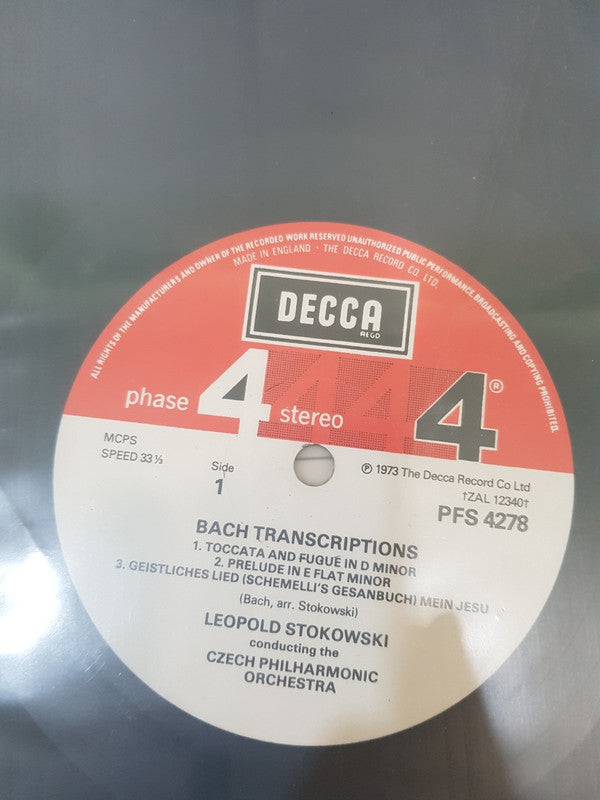 ALL RIGHTS OF THE MANUFACTURERS AND OWNER OF THE RECORDED WORK RESERVED UNAUTHORIZED PUBLIC PERFORMANCE, BROADCASTING AND COPYING PROHIBITED.
MADE IN ENGLAND · THE DECCA RECORD CO LTD.
DECCA
REGD
phase 4 stereo
4 4 4®
MCPS
SPEED 33⅓
Side
1
℗ 1973 The Decca Record Co Ltd
†ZAL 12340†
PFS 4278
BACH TRANSCRIPTIONS
1. TOCCATA AND FUGUE IN D MINOR
2. PRELUDE IN E FLAT MINOR
3. GEISTLICHES LIED (SCHEMELLI'S GESANBUCH) MEIN JESU
(Bach, arr. Stokowski)
LEOPOLD STOKOWSKI
conducting the
CZECH PHILHARMONIC
ORCHESTRA